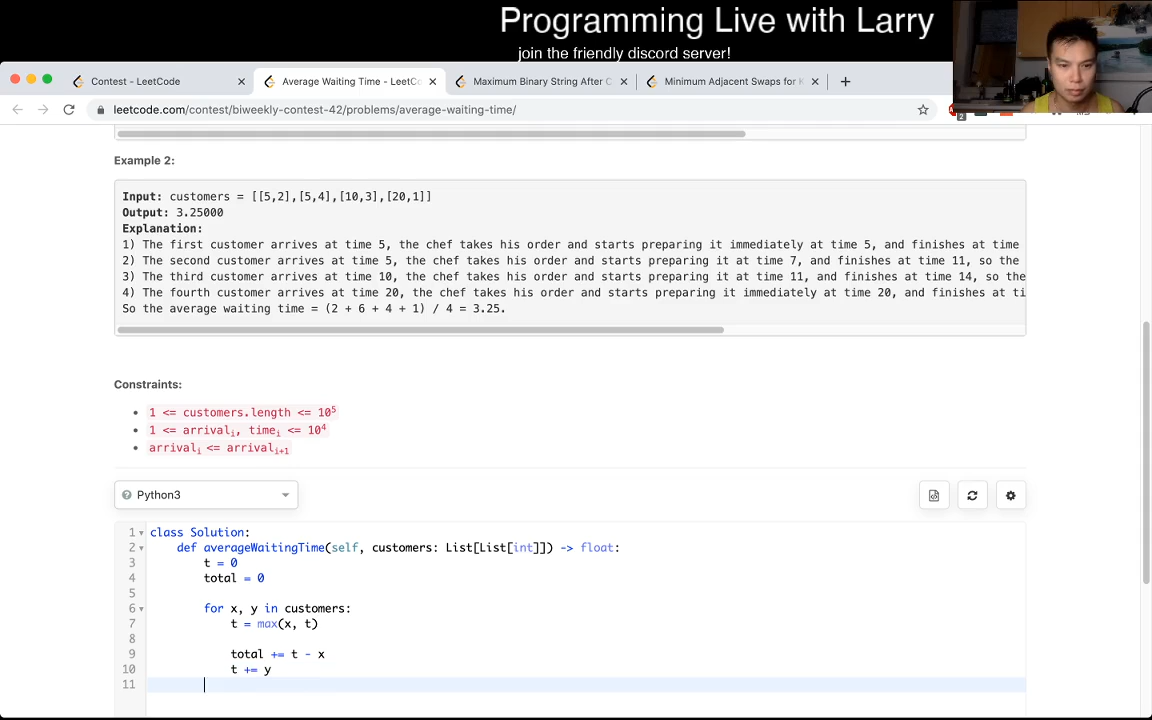 Programming Live with Larry
join the friendly discord server!
Contest - LeetCode
Average Waiting Time - LeetCo
Maximum Binary String After C
Minimum Adjacent Swaps for K
leetcode.com/contest/biweekly-contest-42/problems/average-waiting-time/
2
Example 2:
Input: customers = [[5,2],[5,4],[10,3],[20,1]]
Output: 3.25000
Explanation:
1) The first customer arrives at time 5, the chef takes his order and starts preparing it immediately at time 5, and finishes at time
2) The second customer arrives at time 5, the chef takes his order and starts preparing it at time 7, and finishes at time 11, so the
3) The third customer arrives at time 10, the chef takes his order and starts preparing it at time 11, and finishes at time 14, so the
4) The fourth customer arrives at time 20, the chef takes his order and starts preparing it immediately at time 20, and finishes at ti
So the average waiting time = (2 + 6 + 4 + 1) / 4 = 3.25.
Constraints:
1 <= customers.length <= 10⁵
1 <= arrivalᵢ, timeᵢ <= 10⁴
arrivalᵢ <= arrivalᵢ₊₁
Python3
1 class Solution:
2 def averageWaitingTime(self, customers: List[List[int]]) -> float:
3 t = 0
4 total = 0
5
6 for x, y in customers:
7 t = max(x, t)
8
9 total += t - x
10 t += y
11